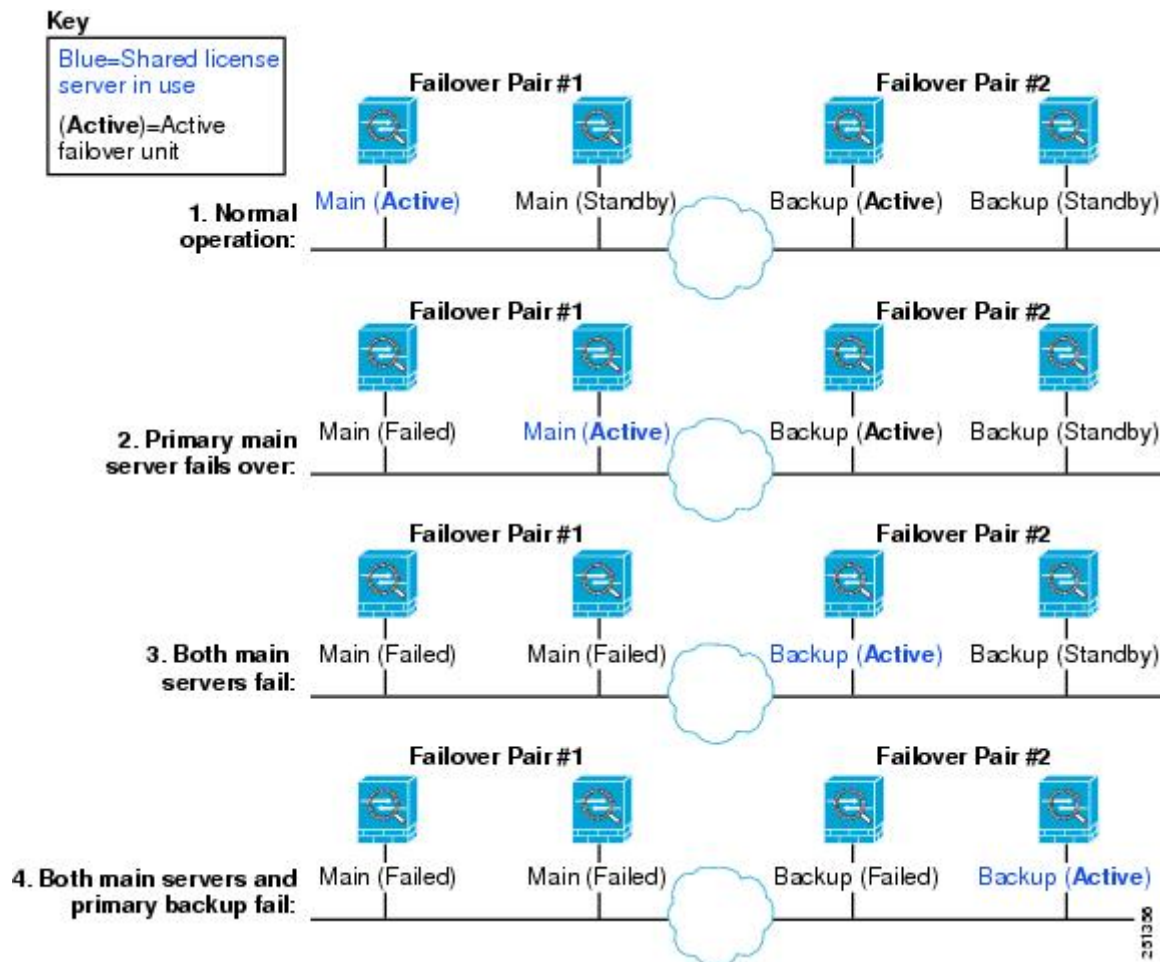 Key
Blue=Shared license
server in use
(Active)=Active
failover unit
Failover Pair #1
Failover Pair #2
1. Normal
operation:
Main (Active)
Main (Standby)
Backup (Active)
Backup (Standby)
Failover Pair #1
Failover Pair #2
2. Primary main
server fails over:
Main (Failed)
Main (Active)
Backup (Active)
Backup (Standby)
Failover Pair #1
Failover Pair #2
3. Both main
servers fail:
Main (Failed)
Main (Failed)
Backup (Active)
Backup (Standby)
Failover Pair #1
Failover Pair #2
4. Both main servers and
primary backup fail:
Main (Failed)
Main (Failed)
Backup (Failed)
Backup (Active)
251356